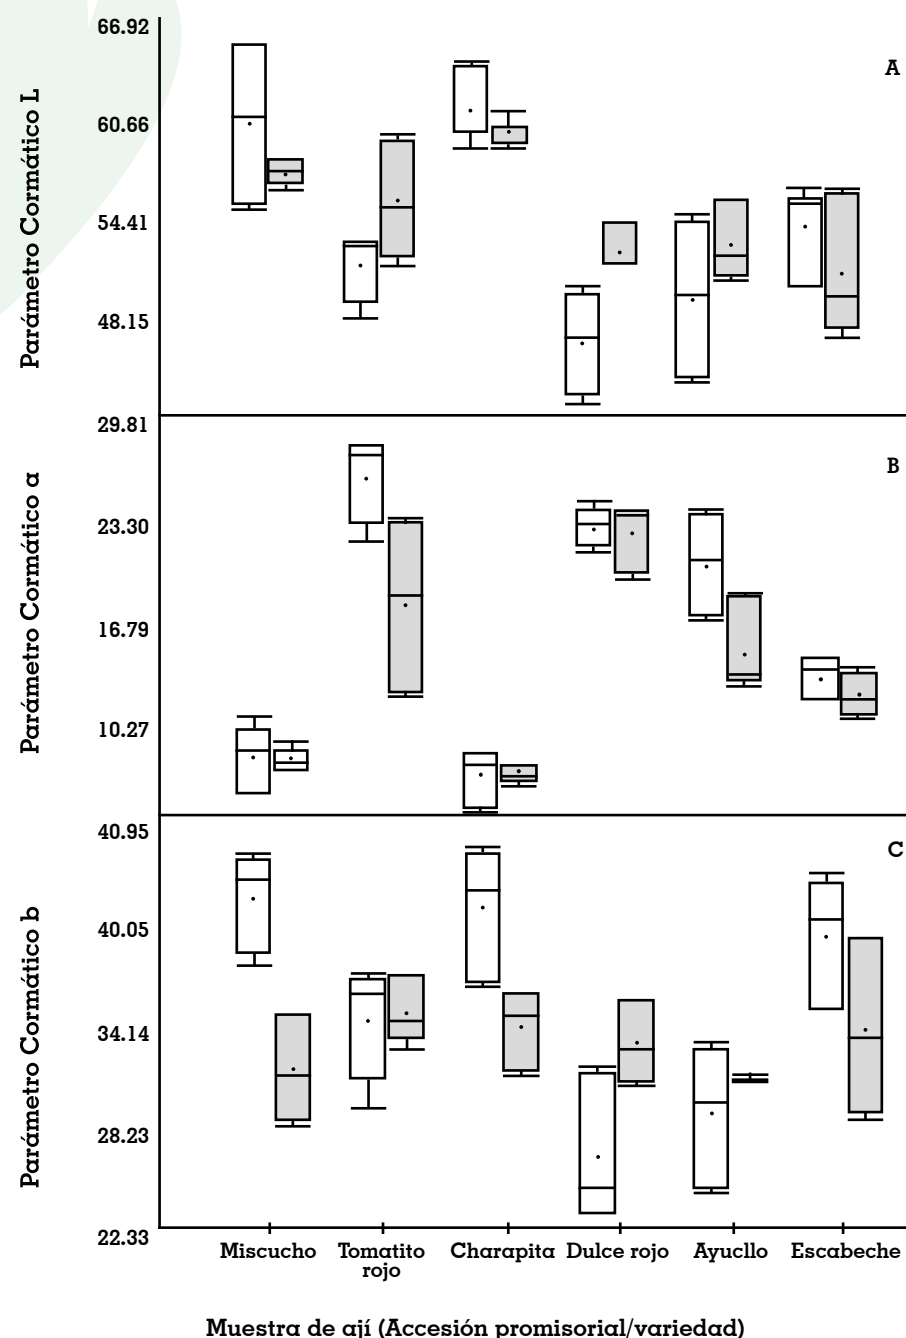 66.92
A
60.66
54.41
48.15
Parámetro Cormático L
29.81
B
23.30
16.79
10.27
Parámetro Cormático a
40.95
C
40.05
34.14
28.23
22.33
Parámetro Cormático b
Miscucho Tomatito rojo Charapita Dulce rojo Ayucllo Escabeche
Muestra de ají (Accesión promisorial/variedad)